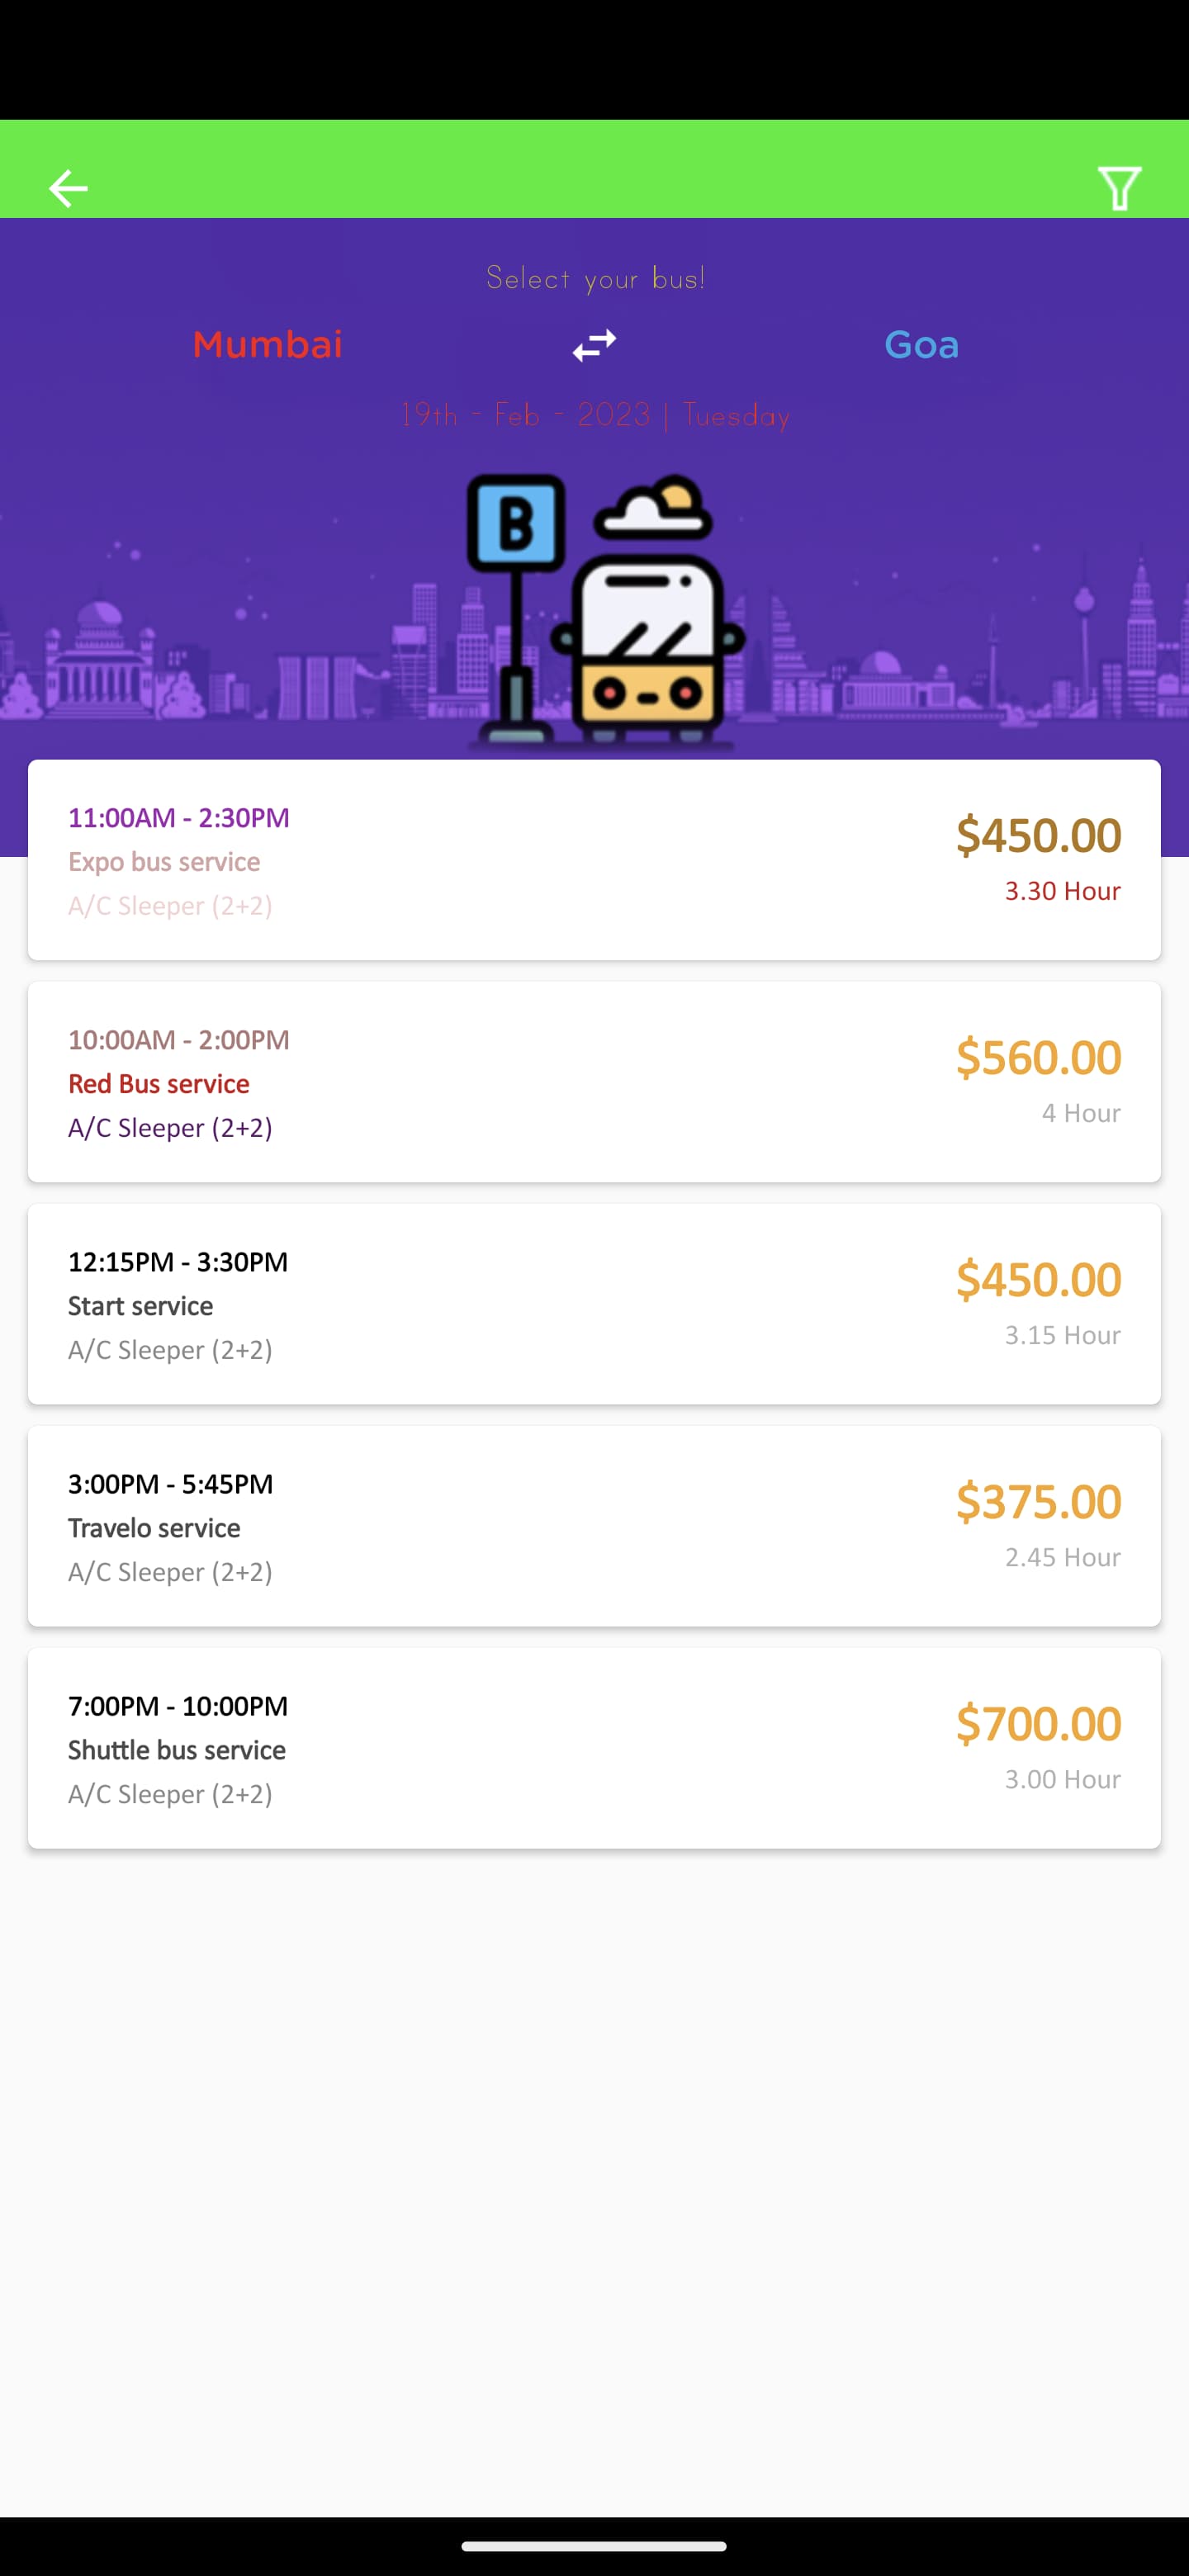 Select your bus!
Mumbai Goa
19th - Feb - 2023 | Tuesday
B
11:00AM - 2:30PM
Expo bus service
A/C Sleeper (2+2)
$450.00
3.30 Hour
10:00AM - 2:00PM
Red Bus service
A/C Sleeper (2+2)
$560.00
4 Hour
12:15PM - 3:30PM
Start service
A/C Sleeper (2+2)
$450.00
3.15 Hour
3:00PM - 5:45PM
Travelo service
A/C Sleeper (2+2)
$375.00
2.45 Hour
7:00PM - 10:00PM
Shuttle bus service
A/C Sleeper (2+2)
$700.00
3.00 Hour